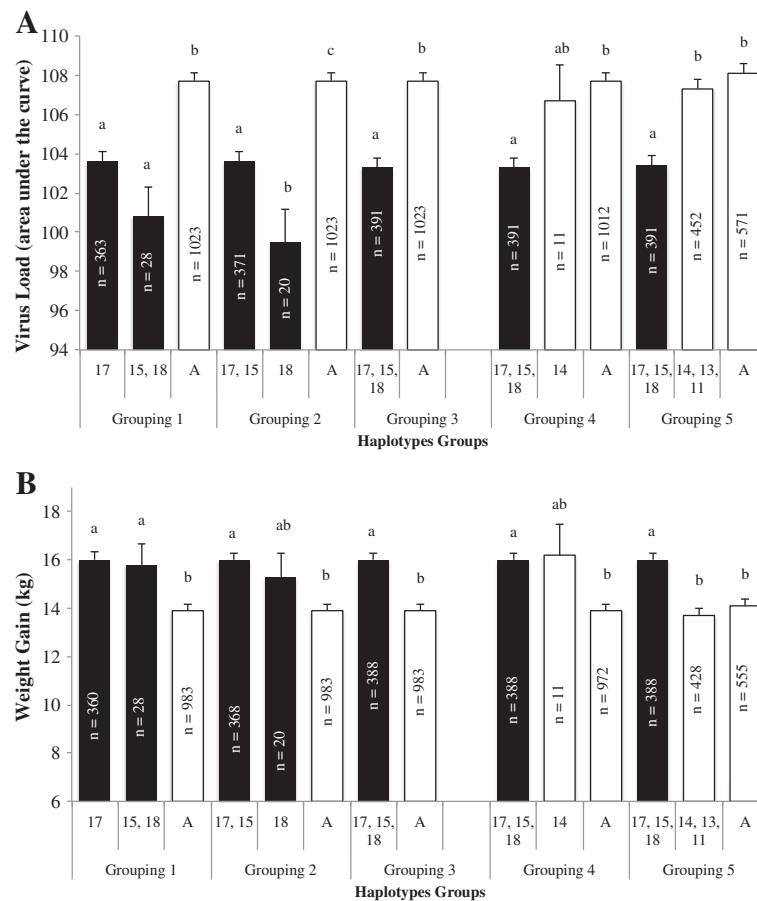 A
Virus Load (area under the curve)
110
108
106
104
102
100
98
96
94
a
a
b
a
b
c
a
b
a
ab
b
a
b
b
n = 363
n = 28
n = 1023
n = 371
n = 20
n = 1023
n = 391
n = 1023
n = 391
n = 11
n = 1012
n = 391
n = 452
n = 571
17
15, 18
A
17, 15
18
A
17, 15,
18
A
17, 15,
18
14
A
17, 15,
18
14, 13,
11
A
Grouping 1
Grouping 2
Grouping 3
Grouping 4
Grouping 5
Haplotypes Groups
B
Weight Gain (kg)
18
16
14
12
10
8
6
a
a
b
a
ab
b
a
b
a
ab
b
a
b
b
n = 360
n = 28
n = 983
n = 368
n = 20
n = 983
n = 388
n = 983
n = 388
n = 11
n = 972
n = 388
n = 428
n = 555
17
15, 18
A
17, 15
18
A
17, 15,
18
A
17, 15,
18
14
A
17, 15,
18
14, 13,
11
A
Grouping 1
Grouping 2
Grouping 3
Grouping 4
Grouping 5
Haplotypes Groups